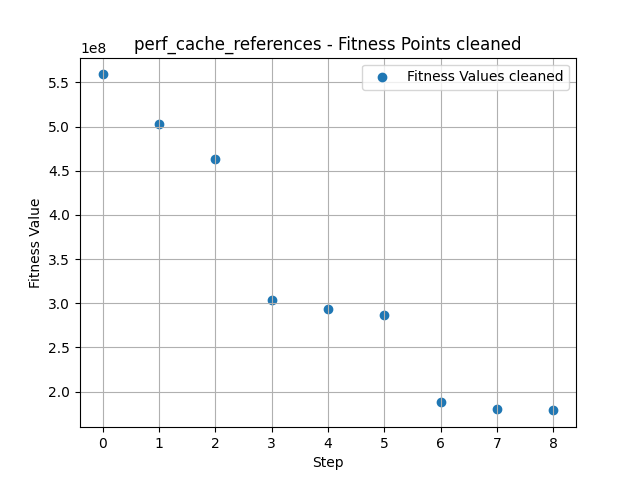 perf_cache_references - Fitness Points cleaned
1e8
Fitness Values cleaned
5.5
5.0
4.5
4.0
3.5
3.0
2.5
2.0
Fitness Value
0 1 2 3 4 5 6 7 8
Step